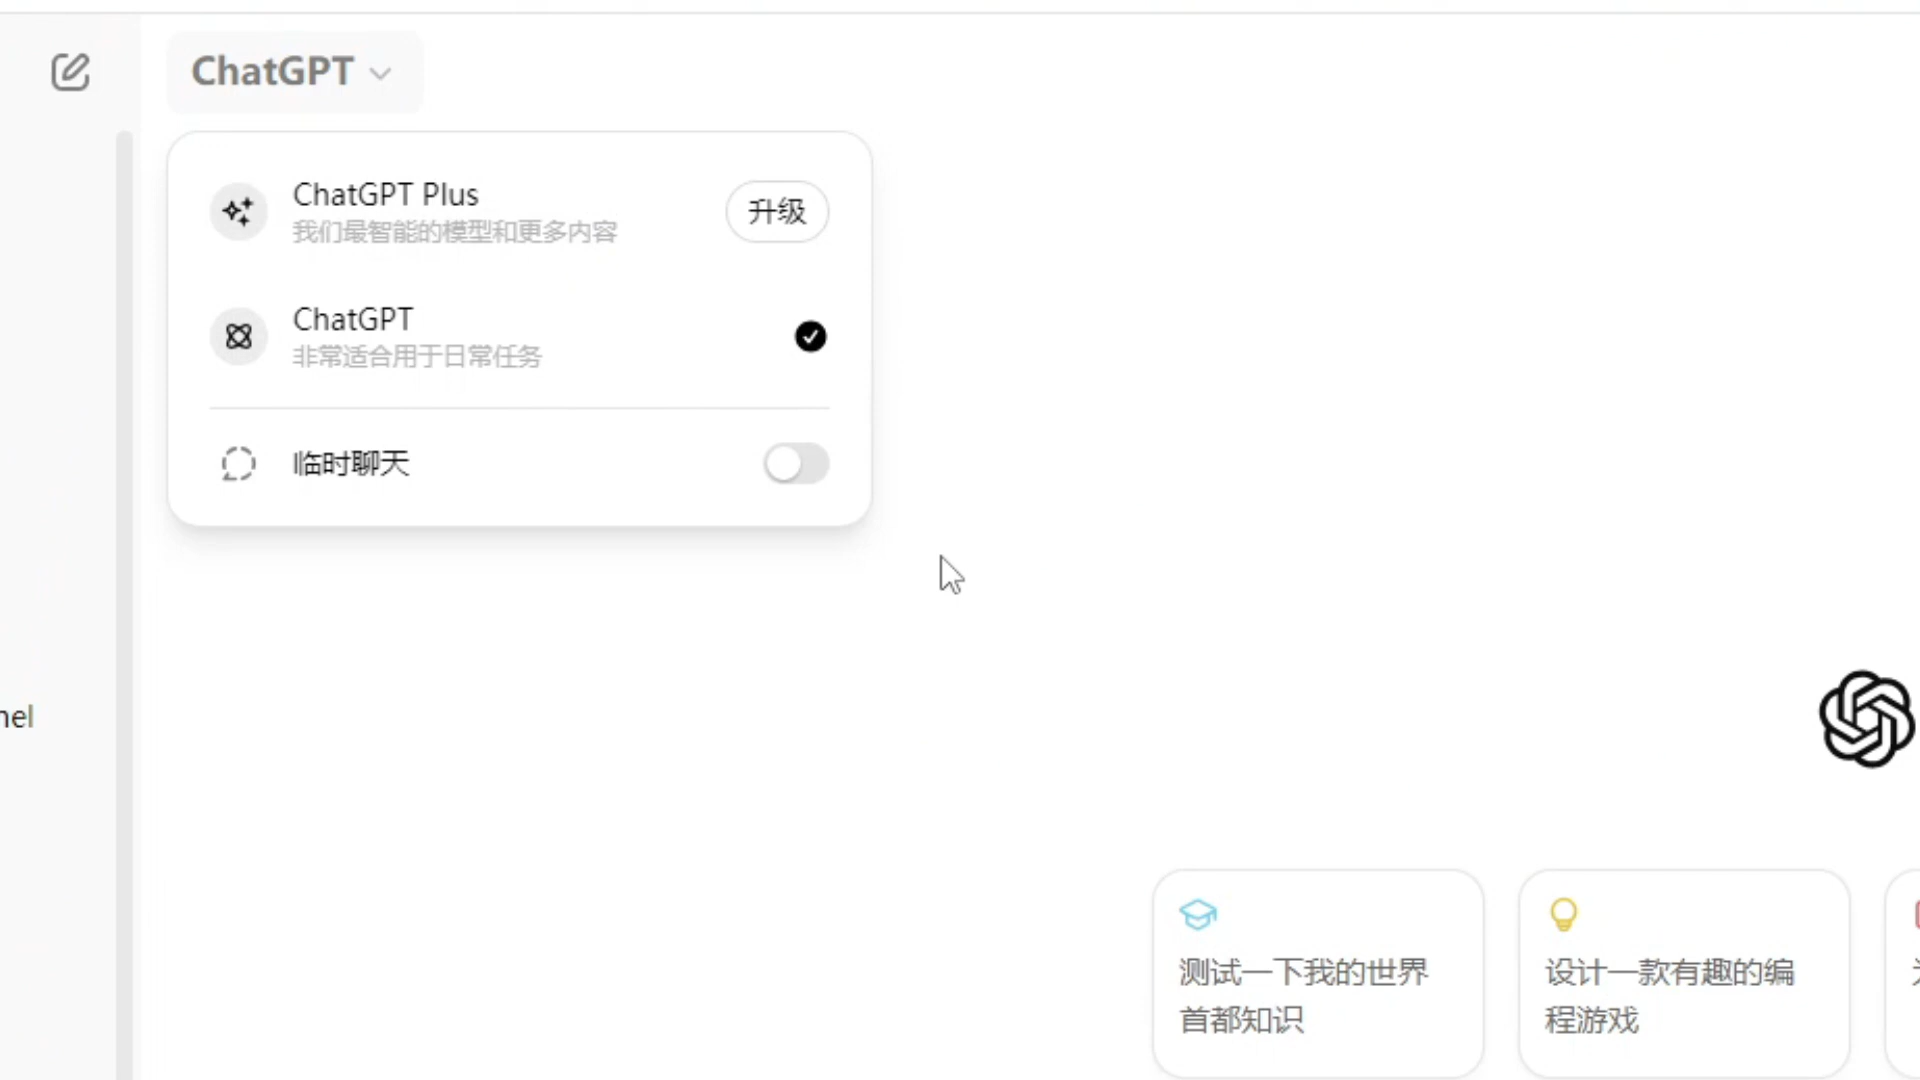 ChatGPT
ChatGPT Plus
我们最智能的模型和更多内容
升级
ChatGPT
非常适合用于日常任务
临时聊天
nel
测试一下我的世界
首都知识
设计一款有趣的编
程游戏